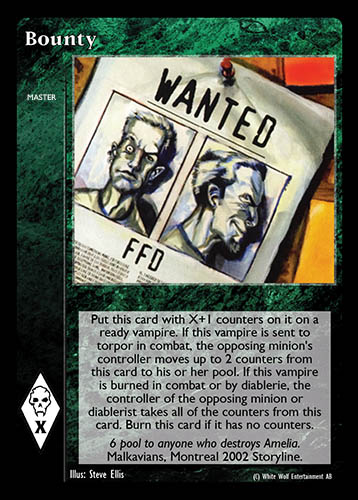 Bounty
MASTER
WANTED
FFD
Put this card with X+1 counters on it on a
ready vampire. If this vampire is sent to
torpor in combat, the opposing minion's
controller moves up to 2 counters from
this card to his or her pool. If this vampire
is burned in combat or by diablerie, the
controller of the opposing minion or
diablerist takes all of the counters from this
card. Burn this card if it has no counters.
6 pool to anyone who destroys Amelia.
Malkavians, Montreal 2002 Storyline.
X
Illus: Steve Ellis
(C) White Wolf Entertainment AB